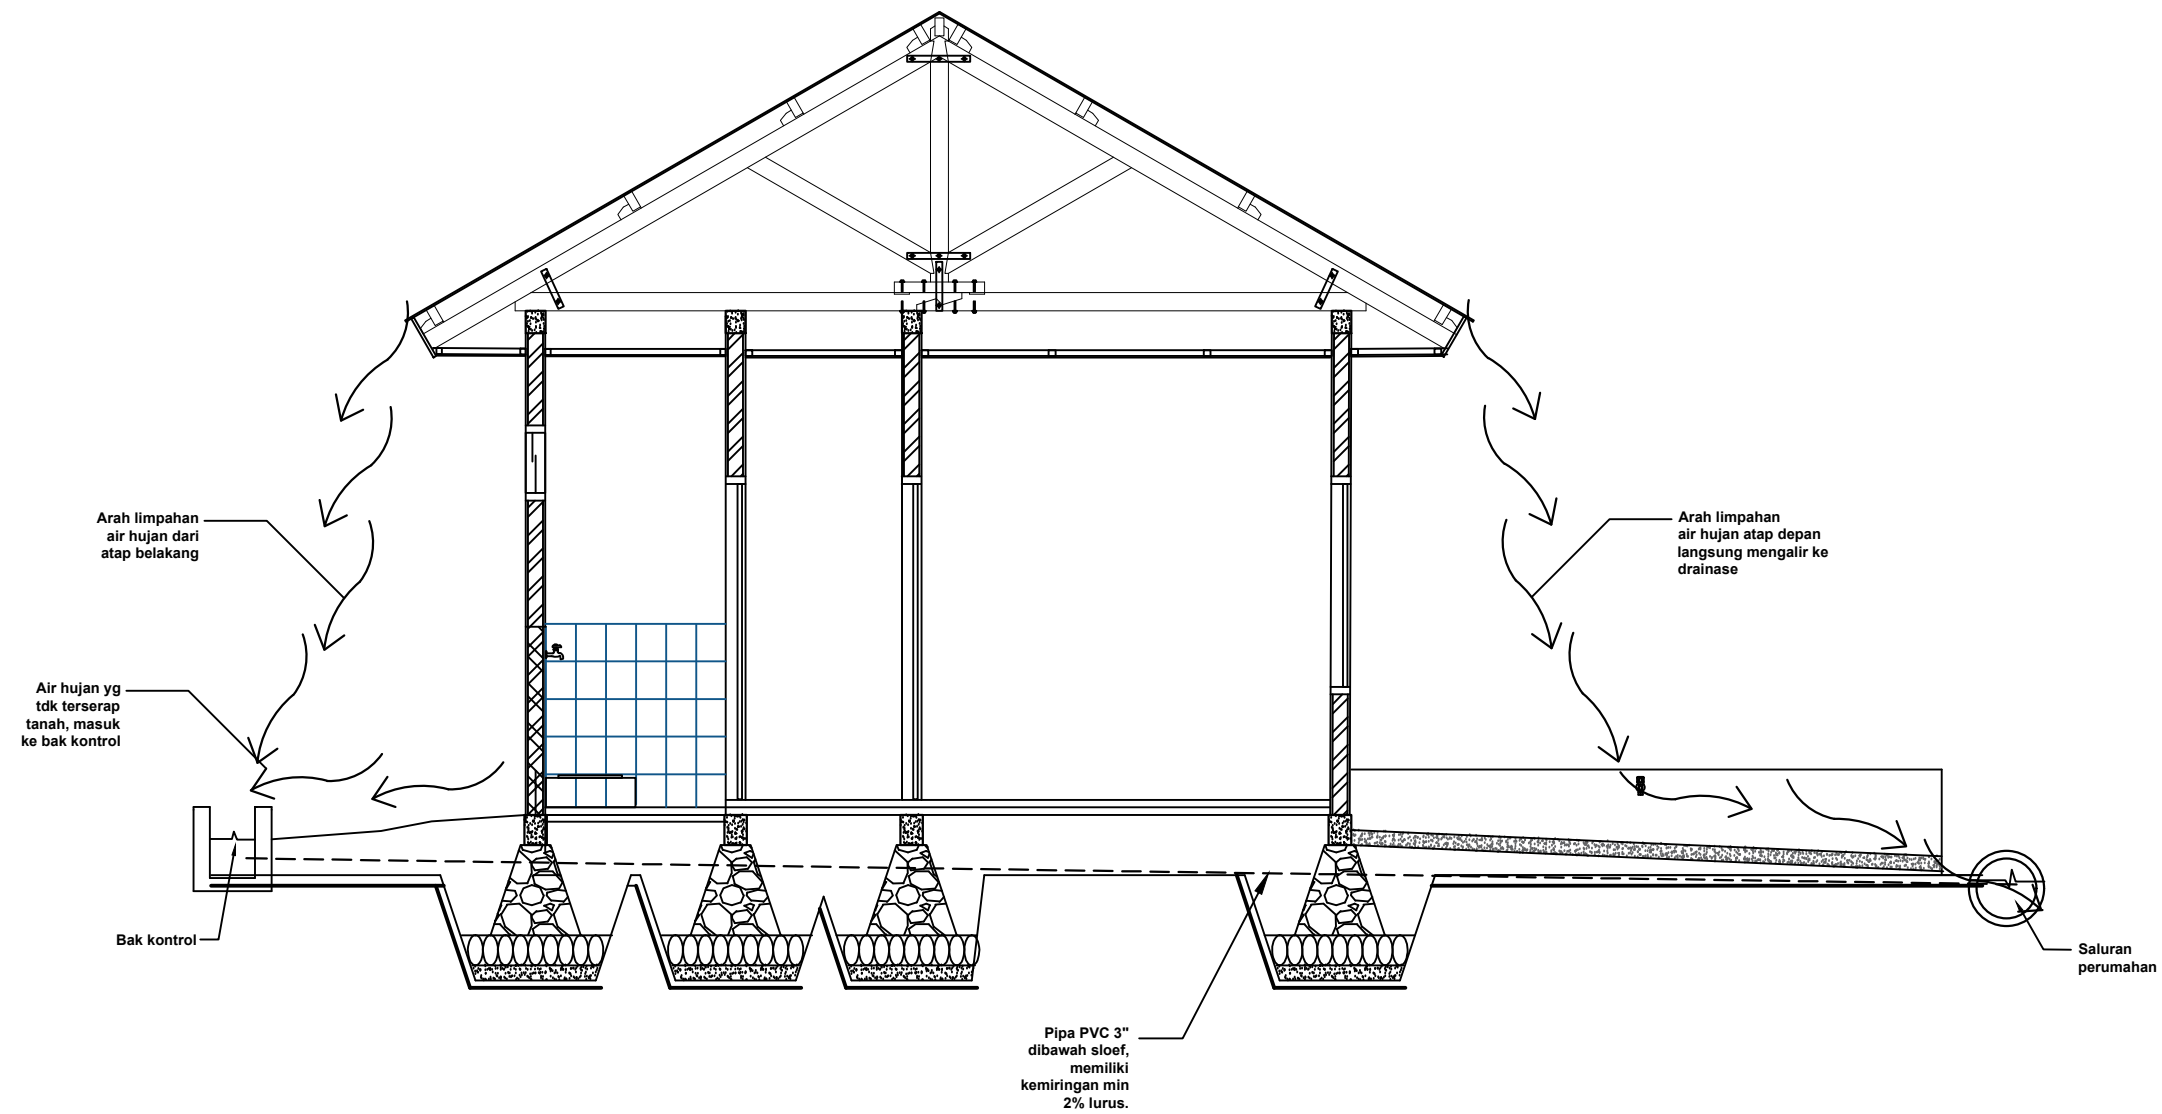 Arah limpahan
air hujan dari
atap belakang
Arah limpahan
air hujan atap depan
langsung mengalir ke
drainase
Air hujan yg
tdk terserap
tanah, masuk
ke bak kontrol
Bak kontrol
Saluran
perumahan
Pipa PVC 3"
dibawah sloef,
memiliki
kemiringan min
2% lurus.